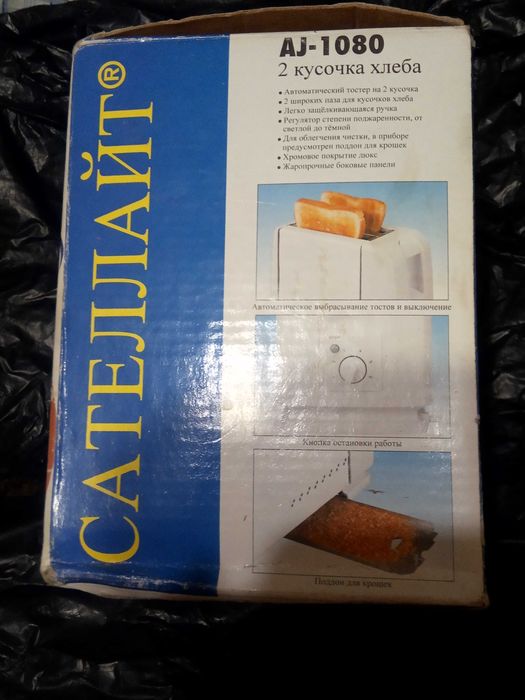 САТЕЛЛАЙТ®
AJ-1080
2 кусочка хлеба
• Автоматический тостер на 2 кусочка
• 2 широких паза для кусочков хлеба
• Легко защёлкивающаяся ручка
• Регулятор степени поджаренности, от
светлой до тёмной
• Для облегчения чистки, в приборе
предусмотрен поддон для крошек
• Хромовое покрытие люкс
• Жаропрочные боковые панели
Автоматическое выбрасывание тостов и выключение
Кнопка остановки работы
Поддон для крошек